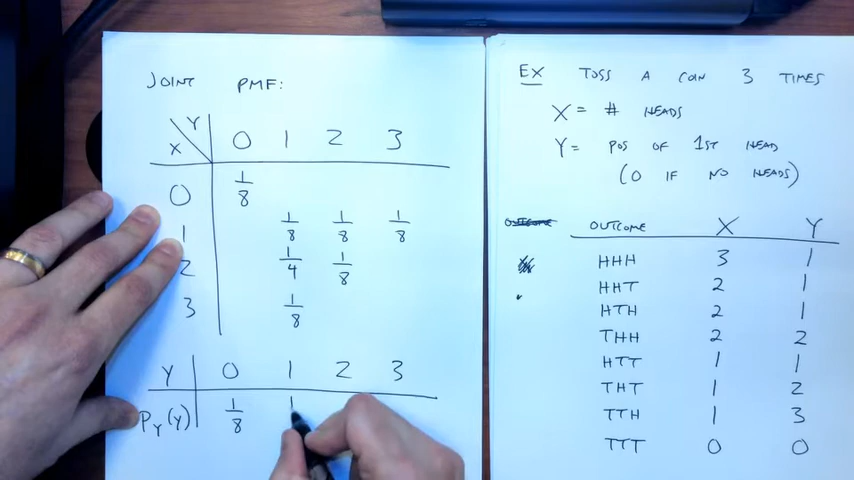 JOINT PMF:
Y
X 0 1 2 3
0 1/8
1 1/8 1/8 1/8
2 1/4 1/8
3 1/8
Y 0 1 2 3
PY(y) 1/8 1
EX TOSS A COIN 3 TIMES
X = # HEADS
Y = POS OF 1ST HEAD
(0 IF NO HEADS)
OUTCOME OUTCOME X Y
HHH 3 1
HHT 2 1
HTH 2 1
THH 2 2
HTT 1 1
THT 1 2
TTH 1 3
TTT 0 0